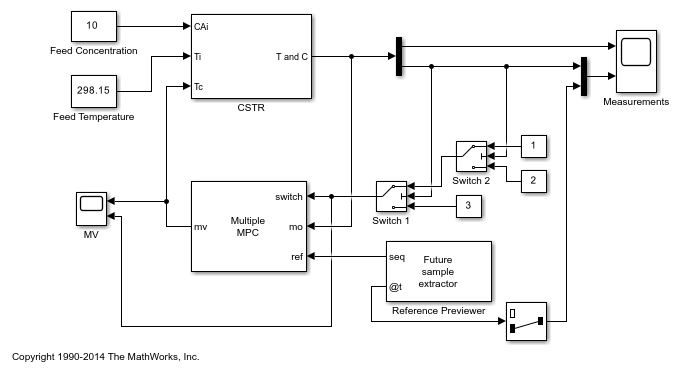 10
Feed Concentration
298.15
Feed Temperature
CAi
Ti
Tc
T and C
CSTR
Measurements
1
2
Switch 2
3
Switch 1
switch
mo
ref
mv
Multiple
MPC
MV
seq
@t
Future
sample
extractor
Reference Previewer
Copyright 1990-2014 The MathWorks, Inc.